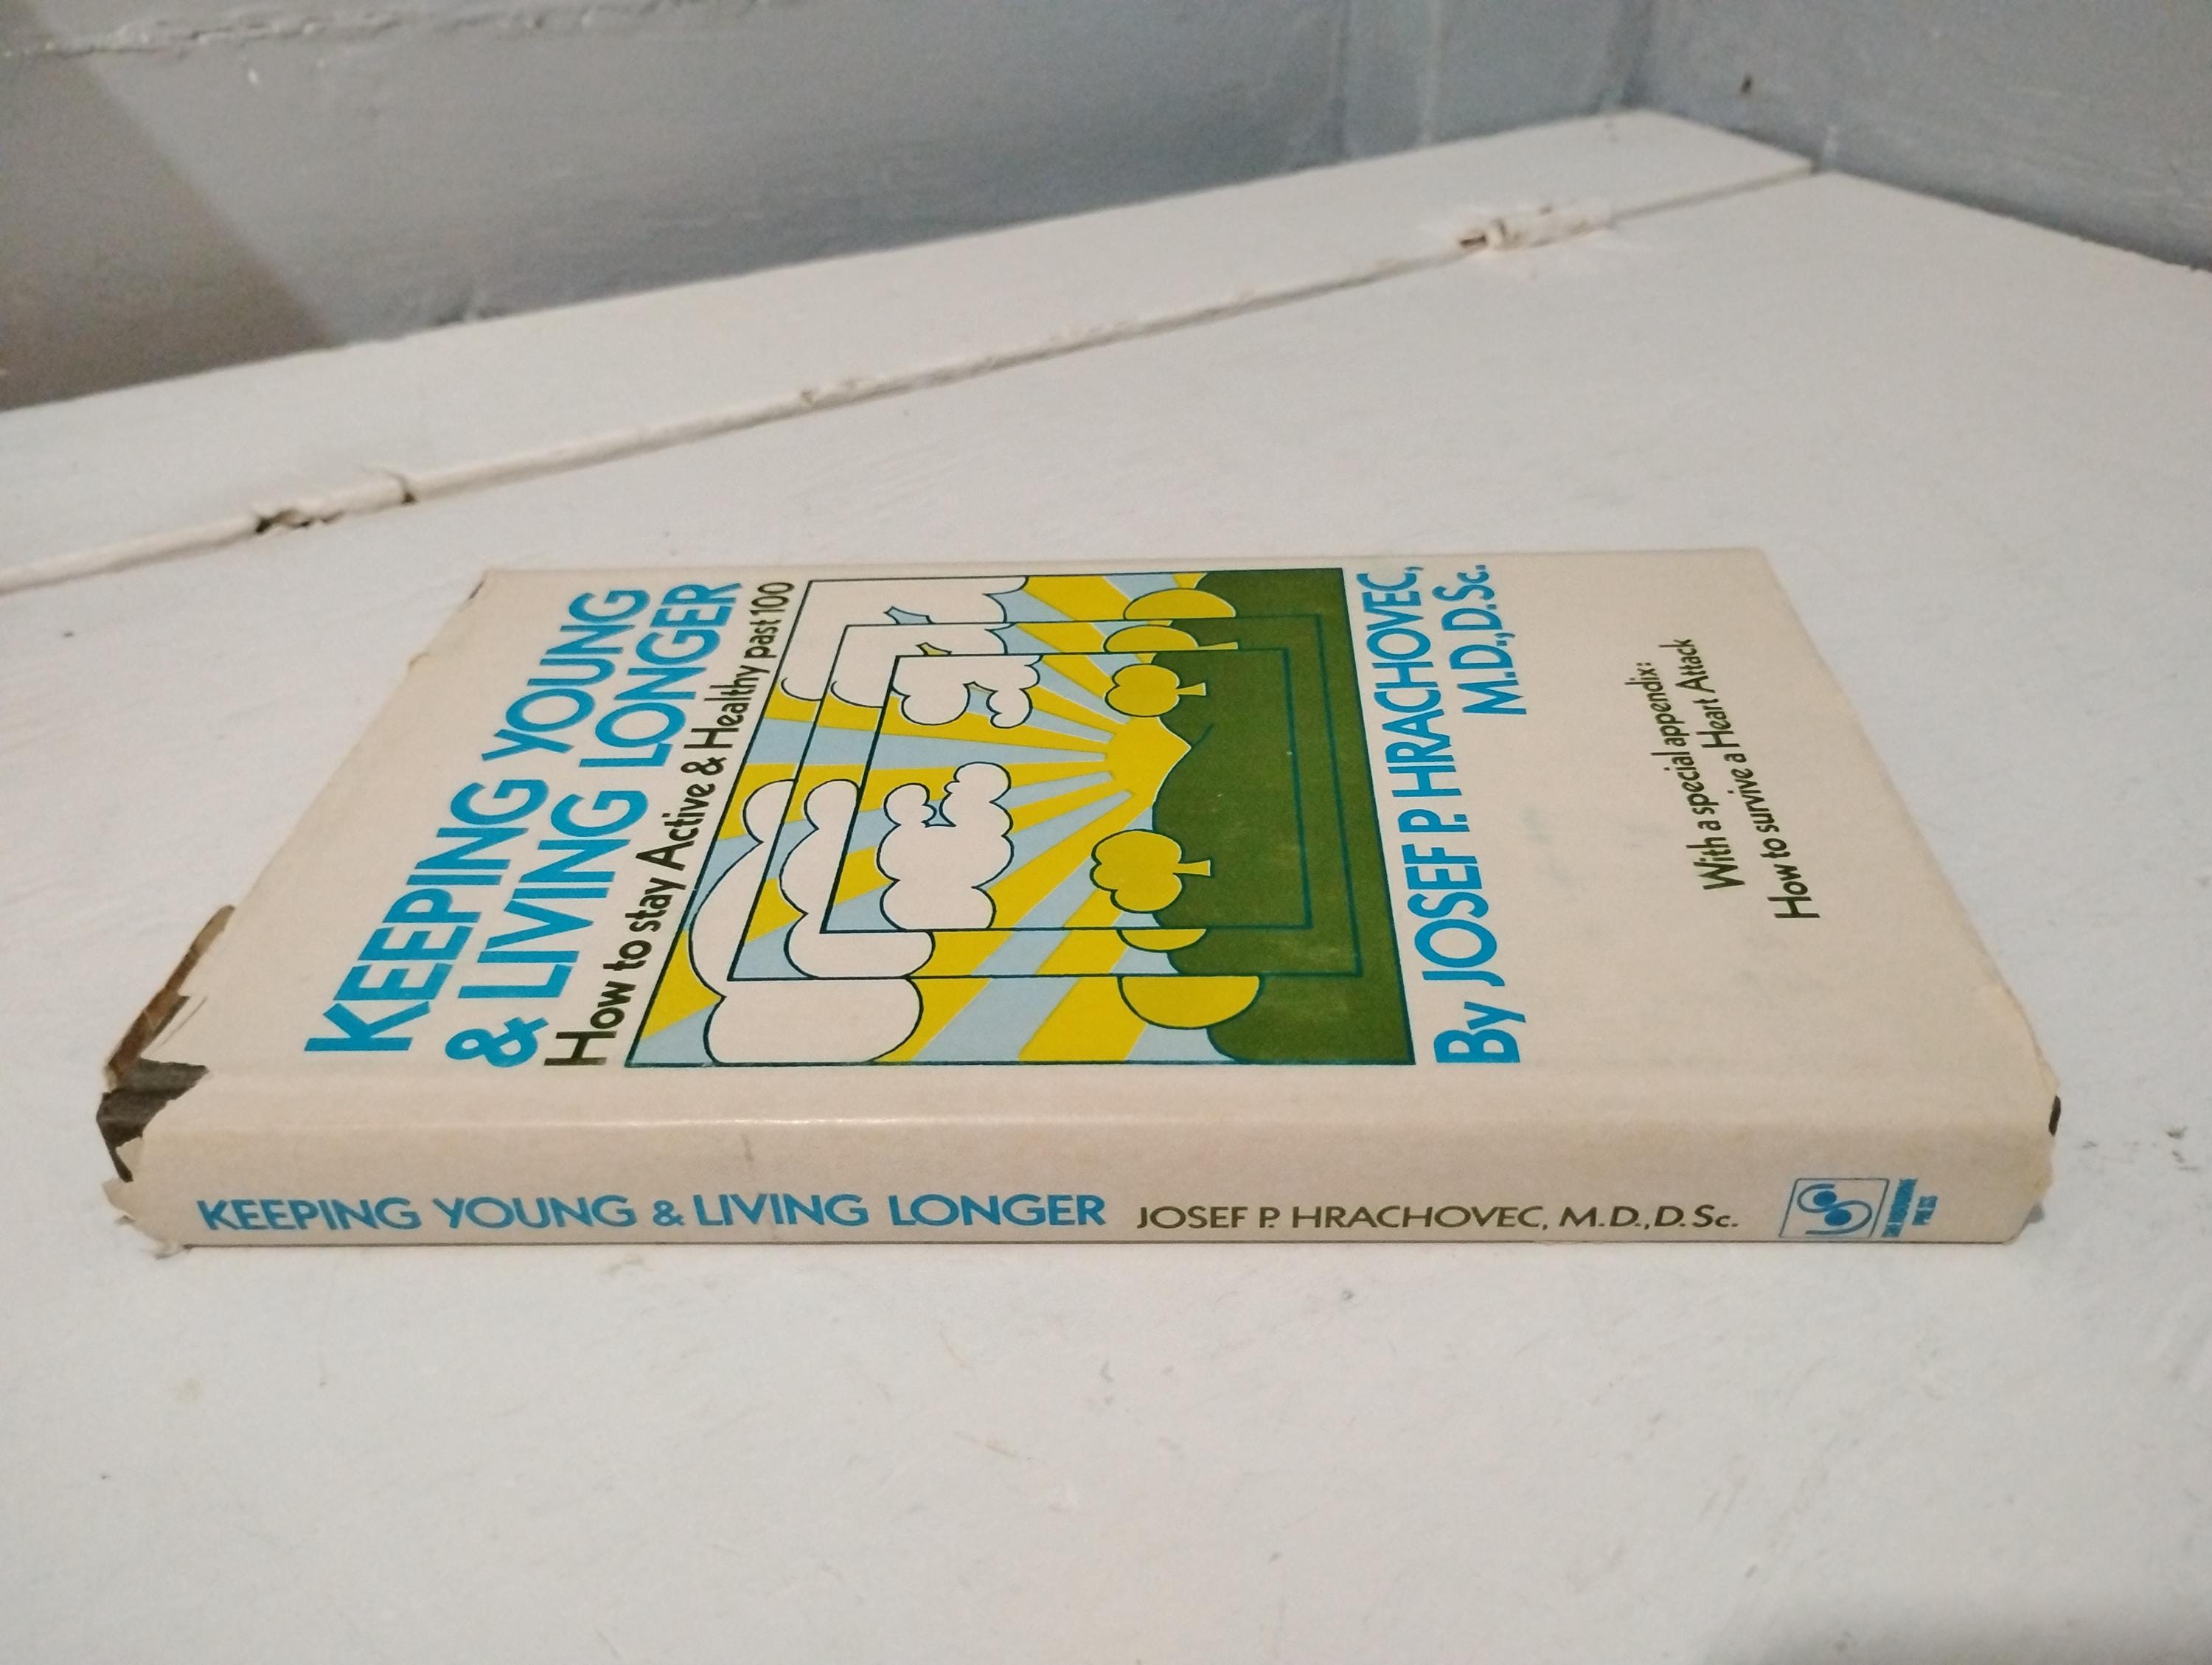 KEEPING YOUNG
& LIVING LONGER
How to stay Active & Healthy past 100
By JOSEF P. HRACHOVEC,
M.D., D.Sc.
With a special appendix:
How to survive a Heart Attack
KEEPING YOUNG & LIVING LONGER JOSEF P. HRACHOVEC, M.D., D.Sc.
PRESS